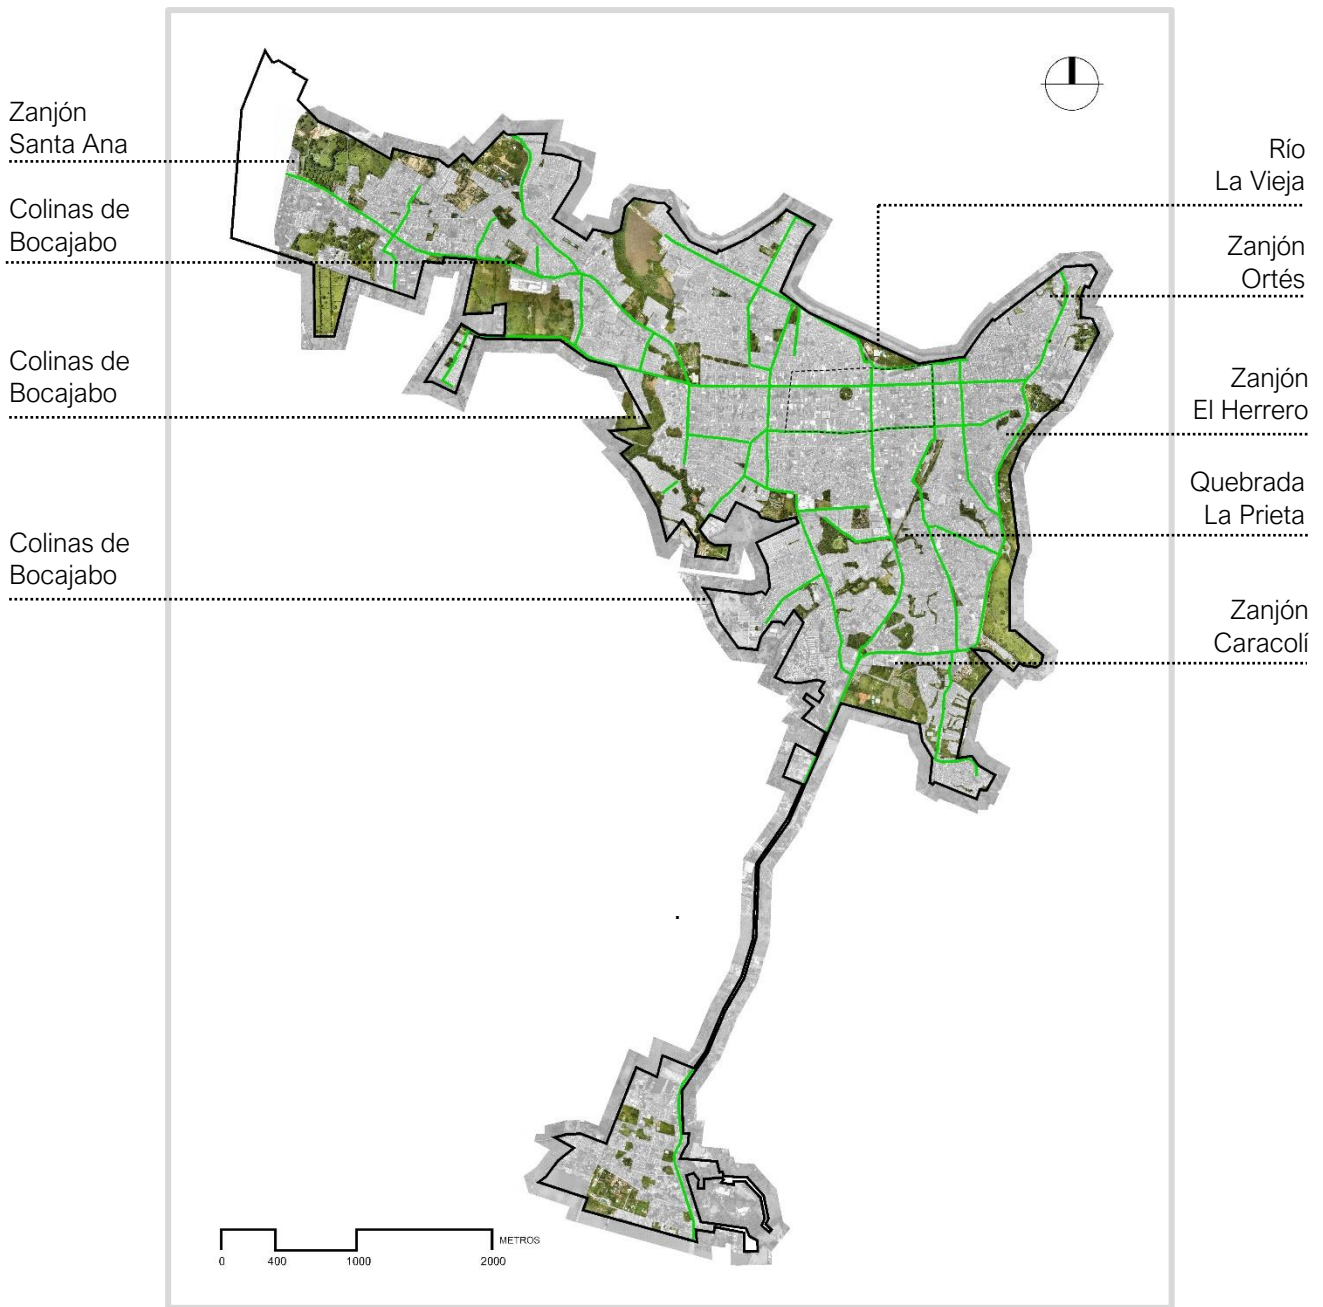 Zanjón
Santa Ana
Colinas de
Bocajabo
Colinas de
Bocajabo
Colinas de
Bocajabo
Río
La Vieja
Zanjón
Ortés
Zanjón
El Herrero
Quebrada
La Prieta
Zanjón
Caracolí
METROS
0 400 1000 2000